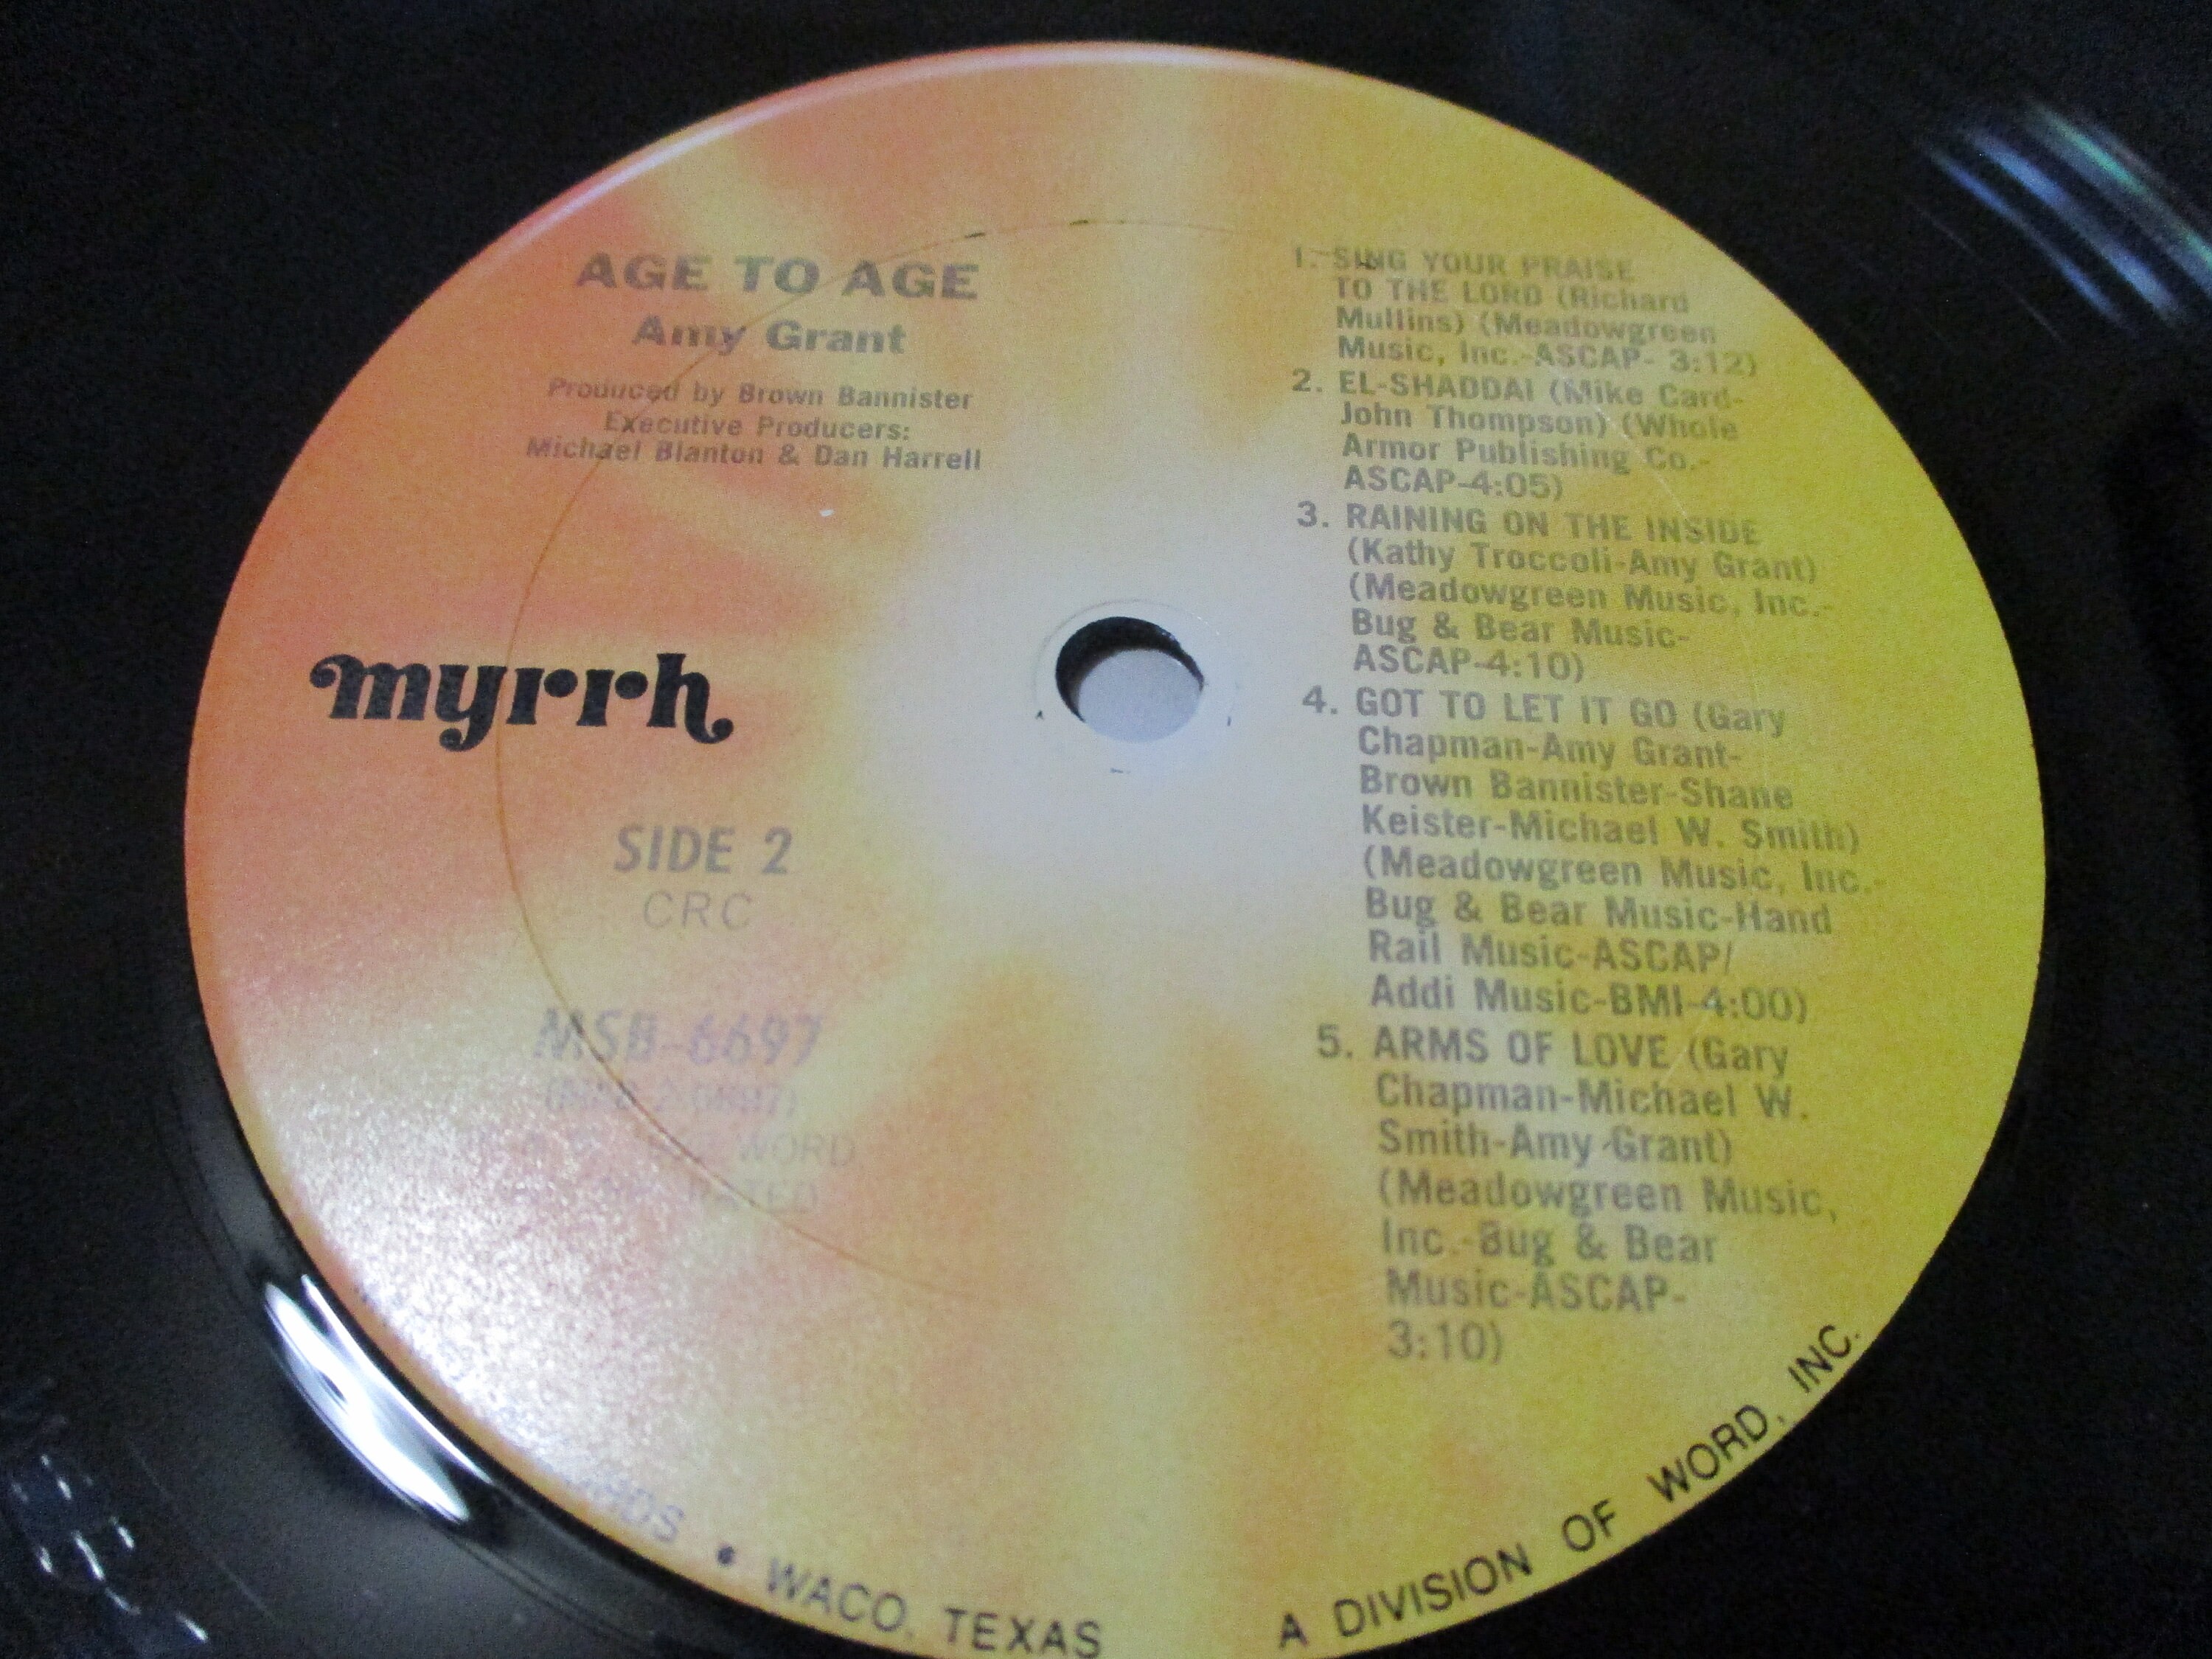 AGE TO AGE
Amy Grant
Produced by Brown Bannister
Executive Producers:
Michael Blanton & Dan Harrell
myrrh
SIDE 2
CRC
MSB-6697
WORD
1. SING YOUR PRAISE
TO THE LORD (Richard
Mullins) (Meadowgreen
Music, Inc.-ASCAP- 3:12)
2. EL-SHADDAI (Mike Card-
John Thompson) (Whole
Armor Publishing Co.-
ASCAP-4:05)
3. RAINING ON THE INSIDE
(Kathy Troccoli-Amy Grant)
(Meadowgreen Music, Inc.-
Bug & Bear Music-
ASCAP-4:10)
4. GOT TO LET IT GO (Gary
Chapman-Amy Grant-
Brown Bannister-Shane
Keister-Michael W. Smith)
(Meadowgreen Music, Inc.-
Bug & Bear Music-Hand
Rail Music-ASCAP/
Addi Music-BMI-4:00)
5. ARMS OF LOVE (Gary
Chapman-Michael W.
Smith-Amy Grant)
(Meadowgreen Music,
Inc.-Bug & Bear
Music-ASCAP-
3:10)
• WACO, TEXAS
A DIVISION OF WORD, INC.